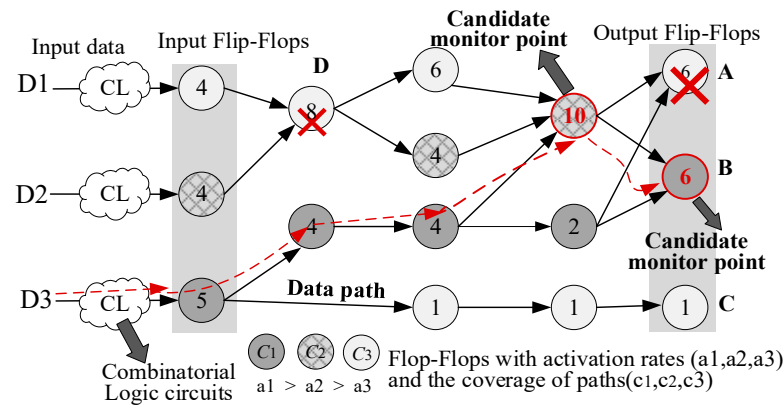 Candidate
monitor point
Input data
Input Flip-Flops
Output Flip-Flops
D
D1
CL
4
8
6
6
A
10
D2
CL
4
4
B
6
4
4
2
Candidate
monitor point
D3
CL
5
Data path
1
1
1
C
Combinatorial
Logic circuits
C1 C2 C3
a1 > a2 > a3
Flop-Flops with activation rates (a1,a2,a3)
and the coverage of paths(c1,c2,c3)